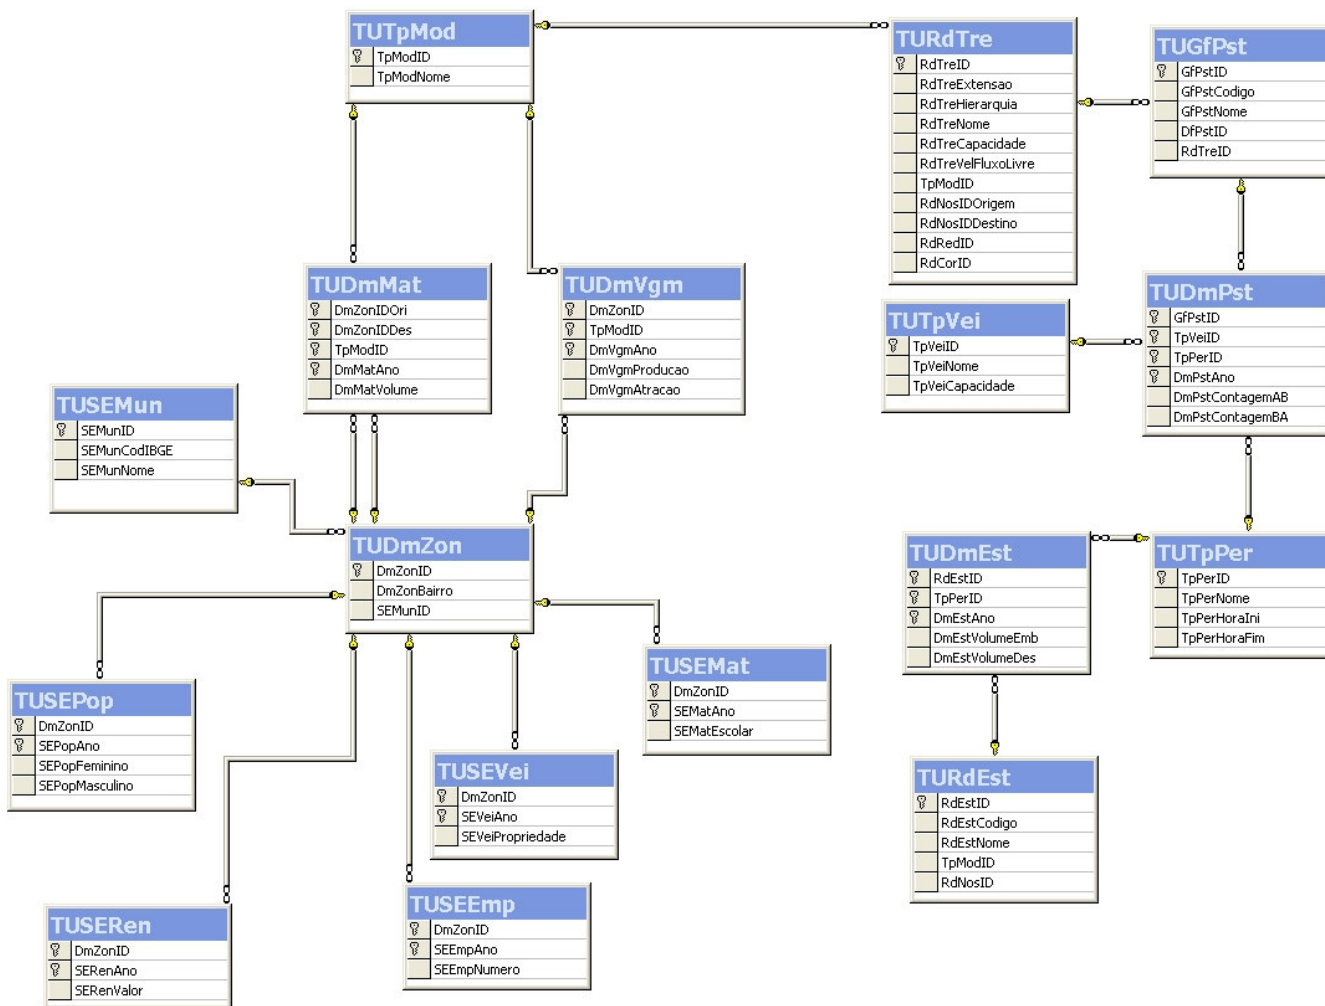 TUTpMod
TpModID
TpModNome
TURdTre
RdTreID
RdTreExtensao
RdTreHierarquia
RdTreNome
RdTreCapacidade
RdTreVelFluxoLivre
TpModID
RdNosIDOrigem
RdNosIDDestino
RdRedID
RdCorID
TUGfPst
GfPstID
GfPstCodigo
GfPstNome
DfPstID
RdTreID
TUDmMat
DmZonIDOri
DmZonIDDes
TpModID
DmMatAno
DmMatVolume
TUDmVgm
DmZonID
TpModID
DmVgmAno
DmVgmProducao
DmVgmAtracao
TUTpVei
TpVeiID
TpVeiNome
TpVeiCapacidade
TUDmPst
GfPstID
TpVeiID
TpPerID
DmPstAno
DmPstContagemAB
DmPstContagemBA
TUSEMun
SEMunID
SEMunCodIBGE
SEMunNome
TUDmZon
DmZonID
DmZonBairro
SEMunID
TUDmEst
RdEstID
TpPerID
DmEstAno
DmEstVolumeEmb
DmEstVolumeDes
TUTpPer
TpPerID
TpPerNome
TpPerHoraIni
TpPerHoraFim
TUSEPop
DmZonID
SEPopAno
SEPopFeminino
SEPopMasculino
TUSEMat
DmZonID
SEMatAno
SEMatEscolar
TUSEVei
DmZonID
SEVeiAno
SEVeiPropriedade
TURdEst
RdEstID
RdEstCodigo
RdEstNome
TpModID
RdNosID
TUSERen
DmZonID
SERenAno
SERenValor
TUSEEmp
DmZonID
SEEmpAno
SEEmpNumero